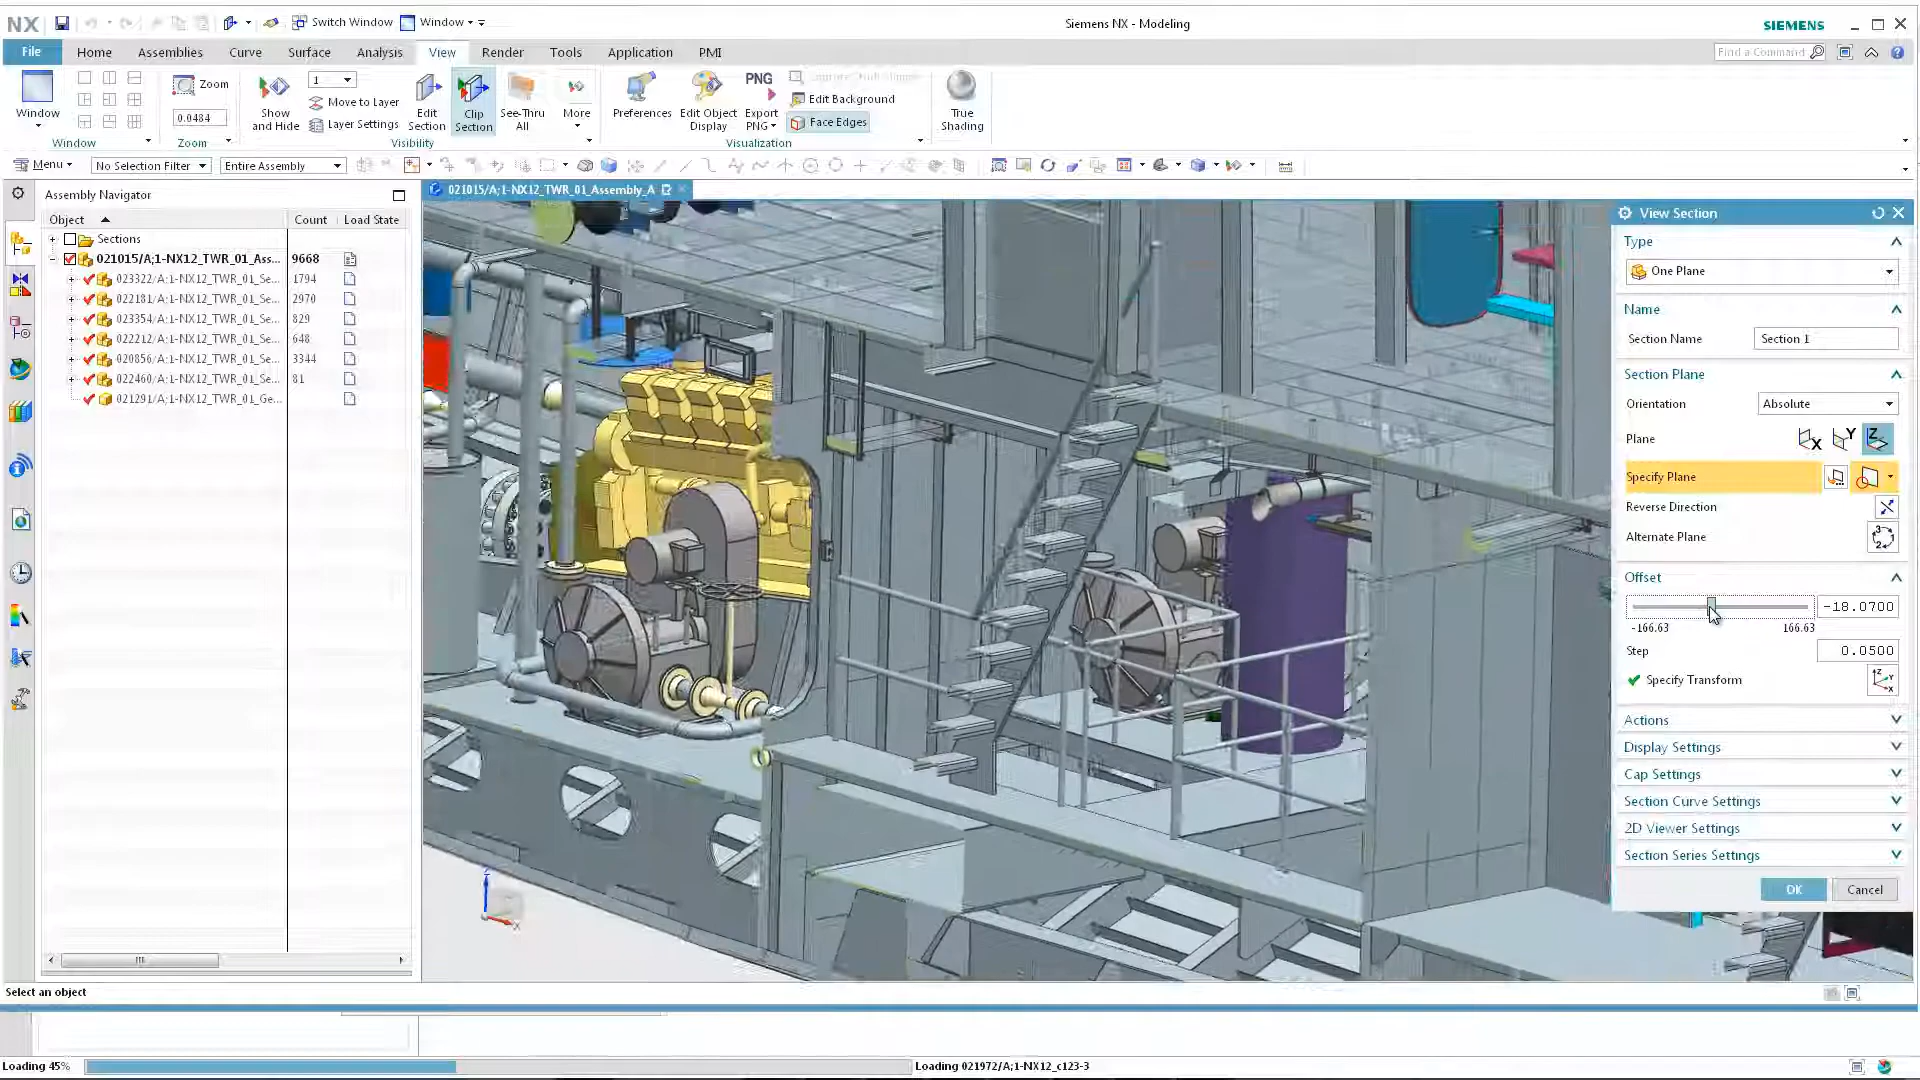 NX
Switch Window
Window
Siemens NX - Modeling
SIEMENS
File
Home
Assemblies
Curve
Surface
Analysis
View
Render
Tools
Application
PMI
Find a Command
Window
Zoom
0.0484
Show and Hide
1
Move to Layer
Layer Settings
Edit Section
Clip Section
See-Thru All
More
Preferences
Edit Object Display
PNG
Export PNG
Edit Background
Face Edges
True Shading
Window
Zoom
Visibility
Visualization
Menu
No Selection Filter
Entire Assembly
Assembly Navigator
021015/A;1-NX12_TWR_01_Assembly_A
Object
Count
Load State
Sections
021015/A;1-NX12_TWR_01_Ass...
9668
023322/A;1-NX12_TWR_01_Se...
1794
022181/A;1-NX12_TWR_01_Se...
2970
023354/A;1-NX12_TWR_01_Se...
829
022212/A;1-NX12_TWR_01_Se...
648
020856/A;1-NX12_TWR_01_Se...
3344
022460/A;1-NX12_TWR_01_Se...
81
021291/A;1-NX12_TWR_01_Ge...
View Section
Type
One Plane
Name
Section Name
Section 1
Section Plane
Orientation
Absolute
Plane
X
Y
Z
Specify Plane
Reverse Direction
Alternate Plane
Offset
-18.0700
-166.63
166.63
Step
0.0500
Specify Transform
Actions
Display Settings
Cap Settings
Section Curve Settings
2D Viewer Settings
Section Series Settings
OK
Cancel
Z
X
Select an object
Loading 45%
Loading 021972/A;1-NX12_c123-3